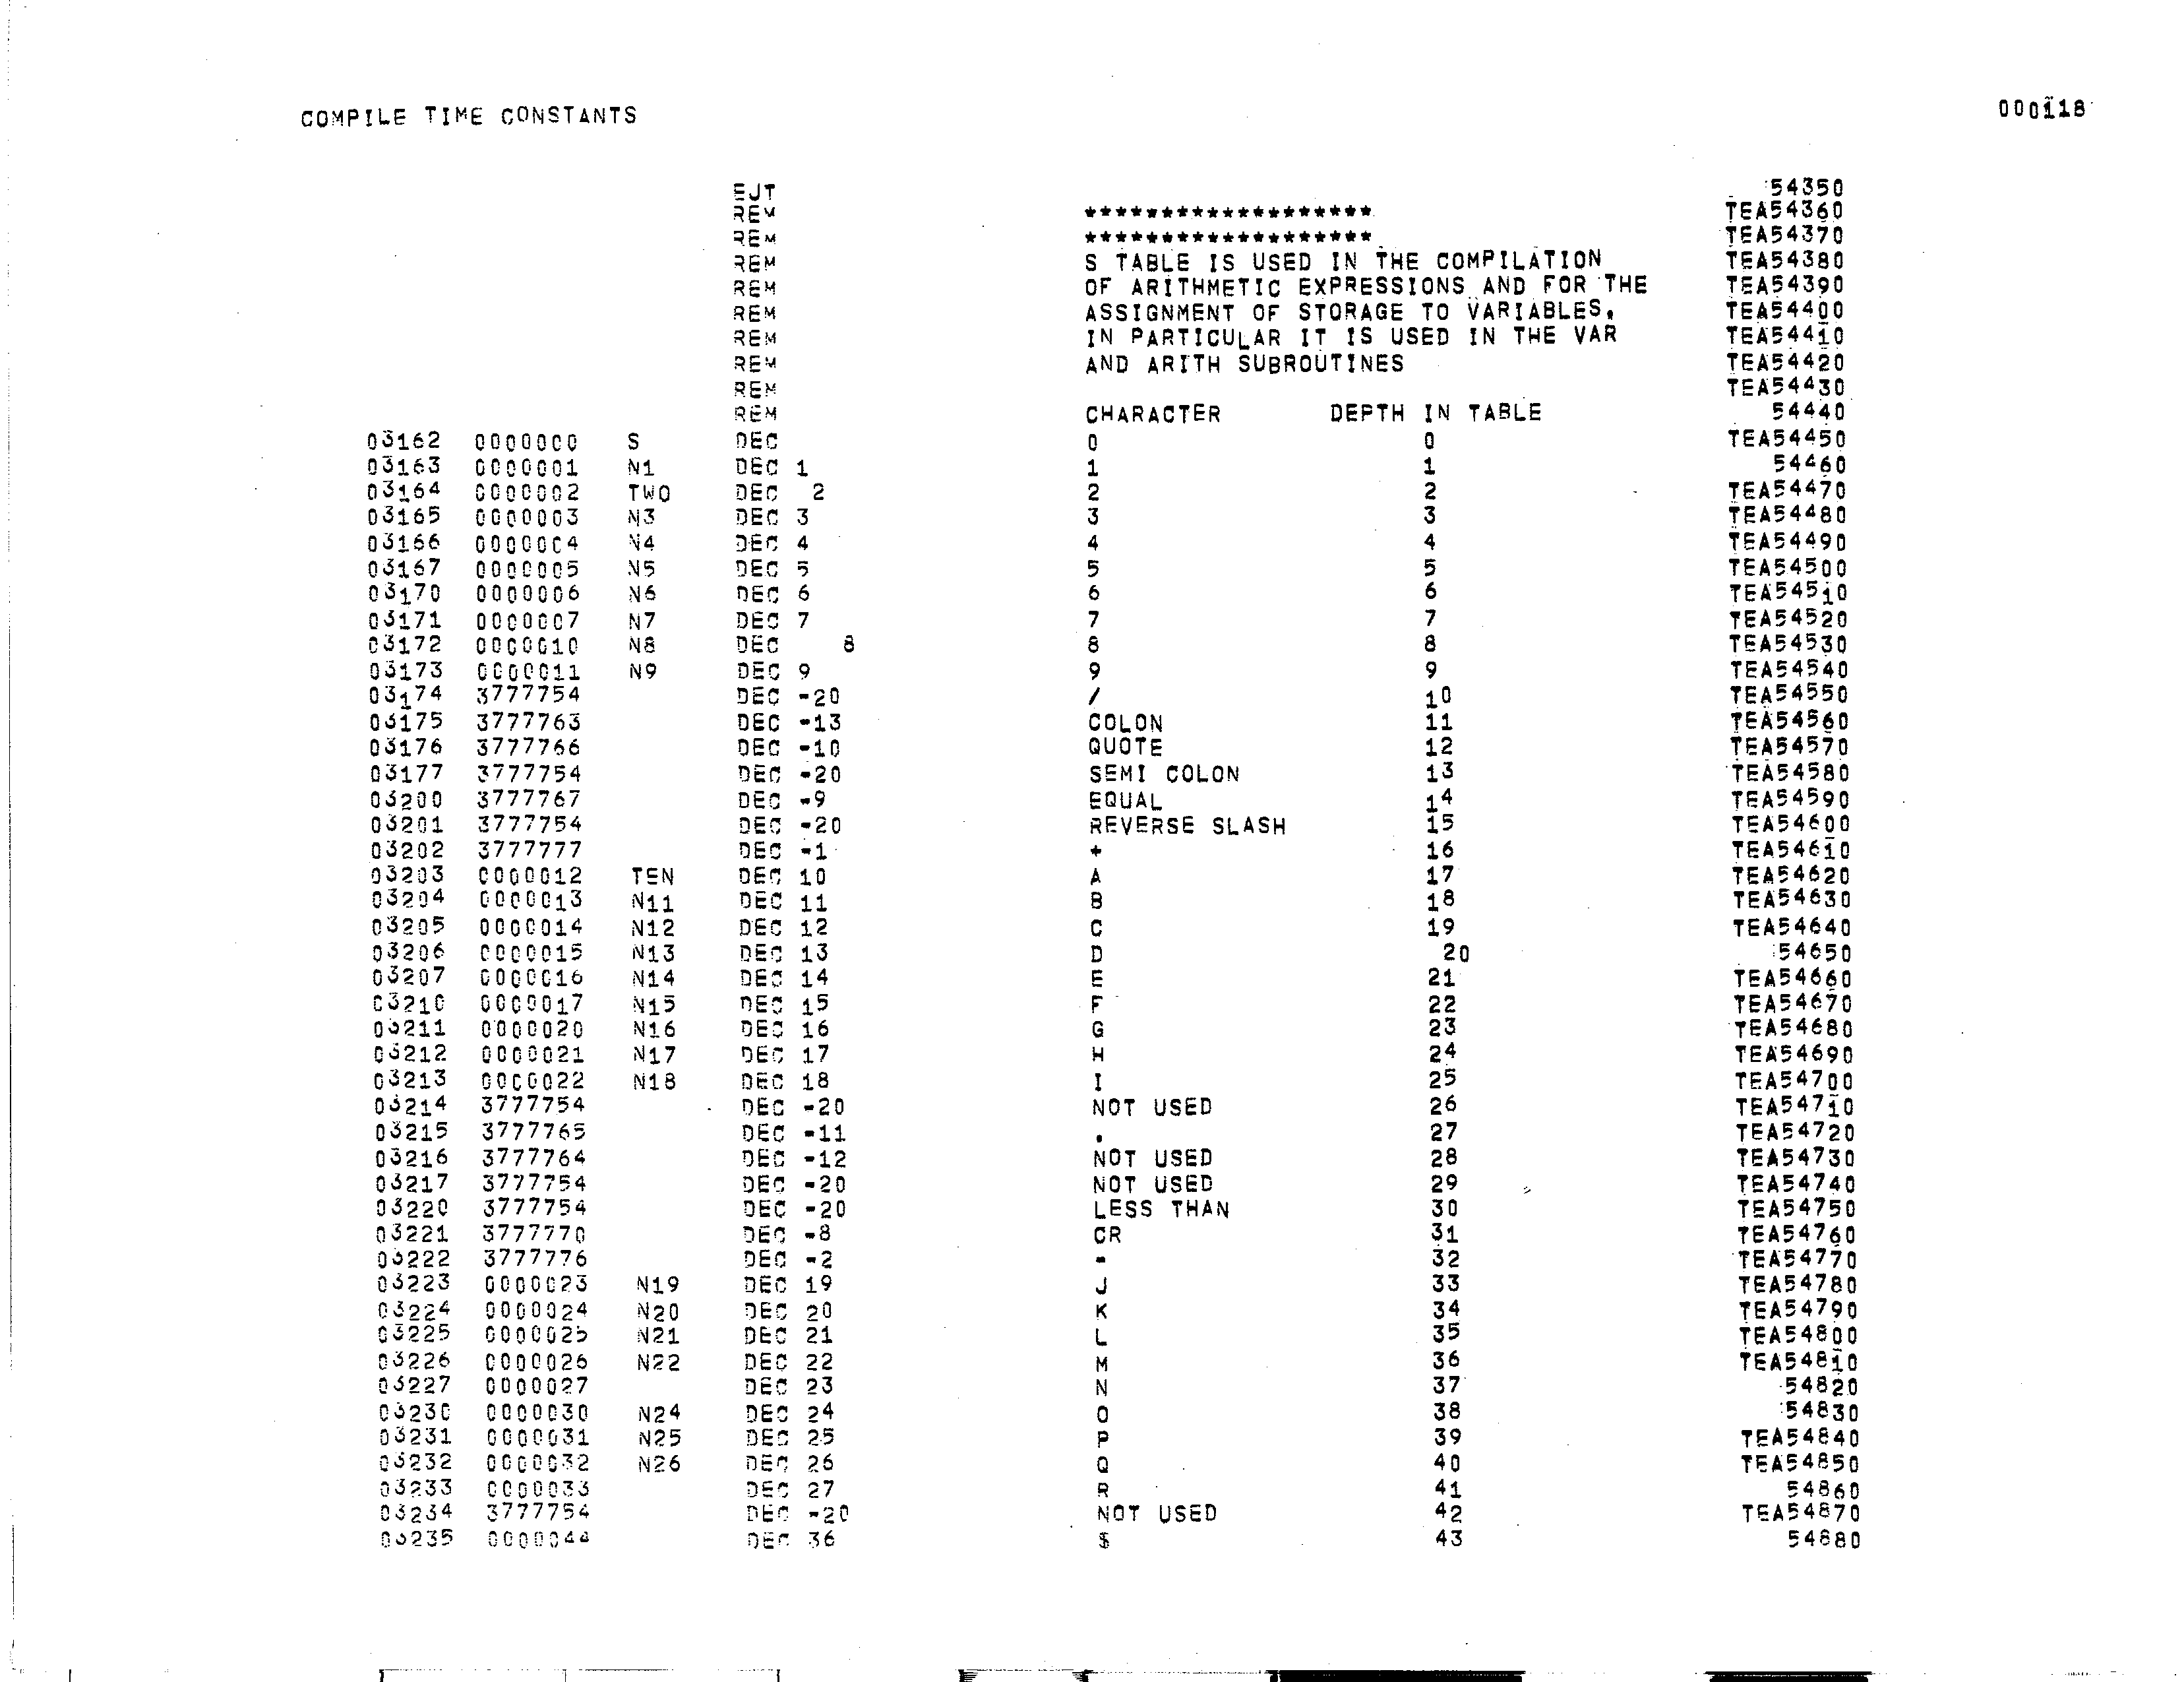 COMPILE TIME CONSTANTS 000118
EJT 54350
REM ******************* TEA54360
REM ******************* TEA54370
REM S TABLE IS USED IN THE COMPILATION TEA54380
REM OF ARITHMETIC EXPRESSIONS AND FOR THE TEA54390
REM ASSIGNMENT OF STORAGE TO VARIABLES. TEA54400
REM IN PARTICULAR IT IS USED IN THE VAR TEA54410
REM AND ARITH SUBROUTINES TEA54420
REM TEA54430
REM CHARACTER DEPTH IN TABLE 54440
03162 0000000 S DEC 0 0 TEA54450
03163 0000001 N1 DEC 1 1 1 54460
03164 0000002 TWO DEC 2 2 2 TEA54470
03165 0000003 N3 DEC 3 3 3 TEA54480
03166 0000004 N4 DEC 4 4 4 TEA54490
03167 0000005 N5 DEC 5 5 5 TEA54500
03170 0000006 N6 DEC 6 6 6 TEA54510
03171 0000007 N7 DEC 7 7 7 TEA54520
03172 0000010 N8 DEC 8 8 8 TEA54530
03173 0000011 N9 DEC 9 9 9 TEA54540
03174 3777754 DEC -20 / 10 TEA54550
03175 3777763 DEC -13 COLON 11 TEA54560
03176 3777766 DEC -10 QUOTE 12 TEA54570
03177 3777754 DEC -20 SEMI COLON 13 TEA54580
03200 3777767 DEC -9 EQUAL 14 TEA54590
03201 3777754 DEC -20 REVERSE SLASH 15 TEA54600
03202 3777777 DEC -1 + 16 TEA54610
03203 0000012 TEN DEC 10 A 17 TEA54620
03204 0000013 N11 DEC 11 B 18 TEA54630
03205 0000014 N12 DEC 12 C 19 TEA54640
03206 0000015 N13 DEC 13 D 20 54650
03207 0000016 N14 DEC 14 E 21 TEA54660
03210 0000017 N15 DEC 15 F 22 TEA54670
03211 0000020 N16 DEC 16 G 23 TEA54680
03212 0000021 N17 DEC 17 H 24 TEA54690
03213 0000022 N18 DEC 18 I 25 TEA54700
03214 3777754 DEC -20 NOT USED 26 TEA54710
03215 3777765 DEC -11 . 27 TEA54720
03216 3777764 DEC -12 NOT USED 28 TEA54730
03217 3777754 DEC -20 NOT USED 29 TEA54740
03220 3777754 DEC -20 LESS THAN 30 TEA54750
03221 3777770 DEC -8 CR 31 TEA54760
03222 3777776 DEC -2 - 32 TEA54770
03223 0000023 N19 DEC 19 J 33 TEA54780
03224 0000024 N20 DEC 20 K 34 TEA54790
03225 0000025 N21 DEC 21 L 35 TEA54800
03226 0000026 N22 DEC 22 M 36 TEA54810
03227 0000027 DEC 23 N 37 54820
03230 0000030 N24 DEC 24 O 38 54830
03231 0000031 N25 DEC 25 P 39 TEA54840
03232 0000032 N26 DEC 26 Q 40 TEA54850
03233 0000033 DEC 27 R 41 54860
03234 3777754 DEC -20 NOT USED 42 TEA54870
03235 0000044 DEC 36 $ 43 54880